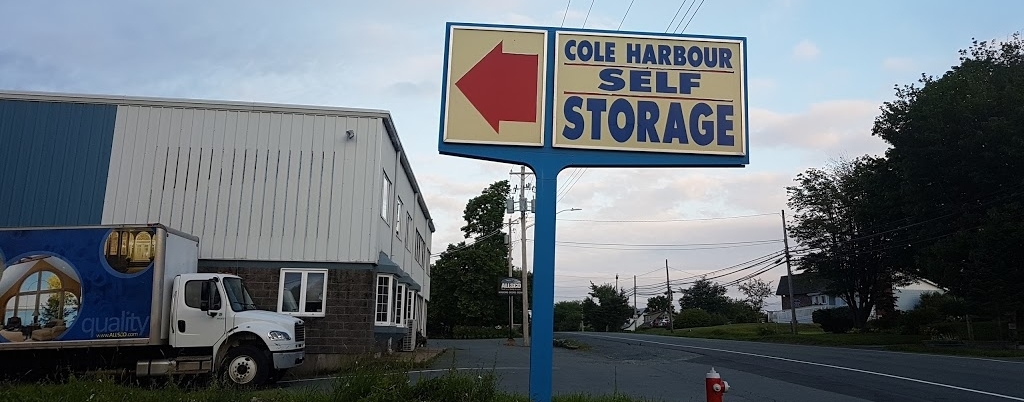 COLE HARBOUR
SELF
STORAGE
ALLSCO
quality
www.ALLSCO.com